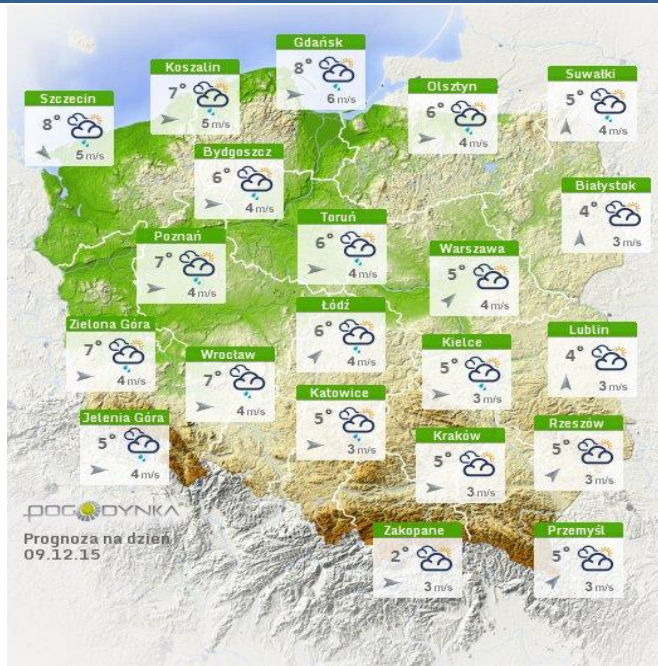 Gdańsk
8°
6 m/s
Koszalin
7°
5 m/s
Szczecin
8°
5 m/s
Olsztyn
6°
4 m/s
Suwałki
5°
4 m/s
Bydgoszcz
6°
4 m/s
Białystok
4°
3 m/s
Toruń
6°
4 m/s
Poznań
7°
4 m/s
Warszawa
5°
4 m/s
Łódź
6°
4 m/s
Zielona Góra
7°
4 m/s
Wrocław
7°
4 m/s
Kielce
5°
3 m/s
Lublin
4°
3 m/s
Katowice
5°
3 m/s
Jelenia Góra
5°
4 m/s
Kraków
5°
3 m/s
Rzeszów
5°
3 m/s
POGODYNKA
Prognoza na dzień
09.12.15
Zakopane
2°
3 m/s
Przemyśl
5°
3 m/s